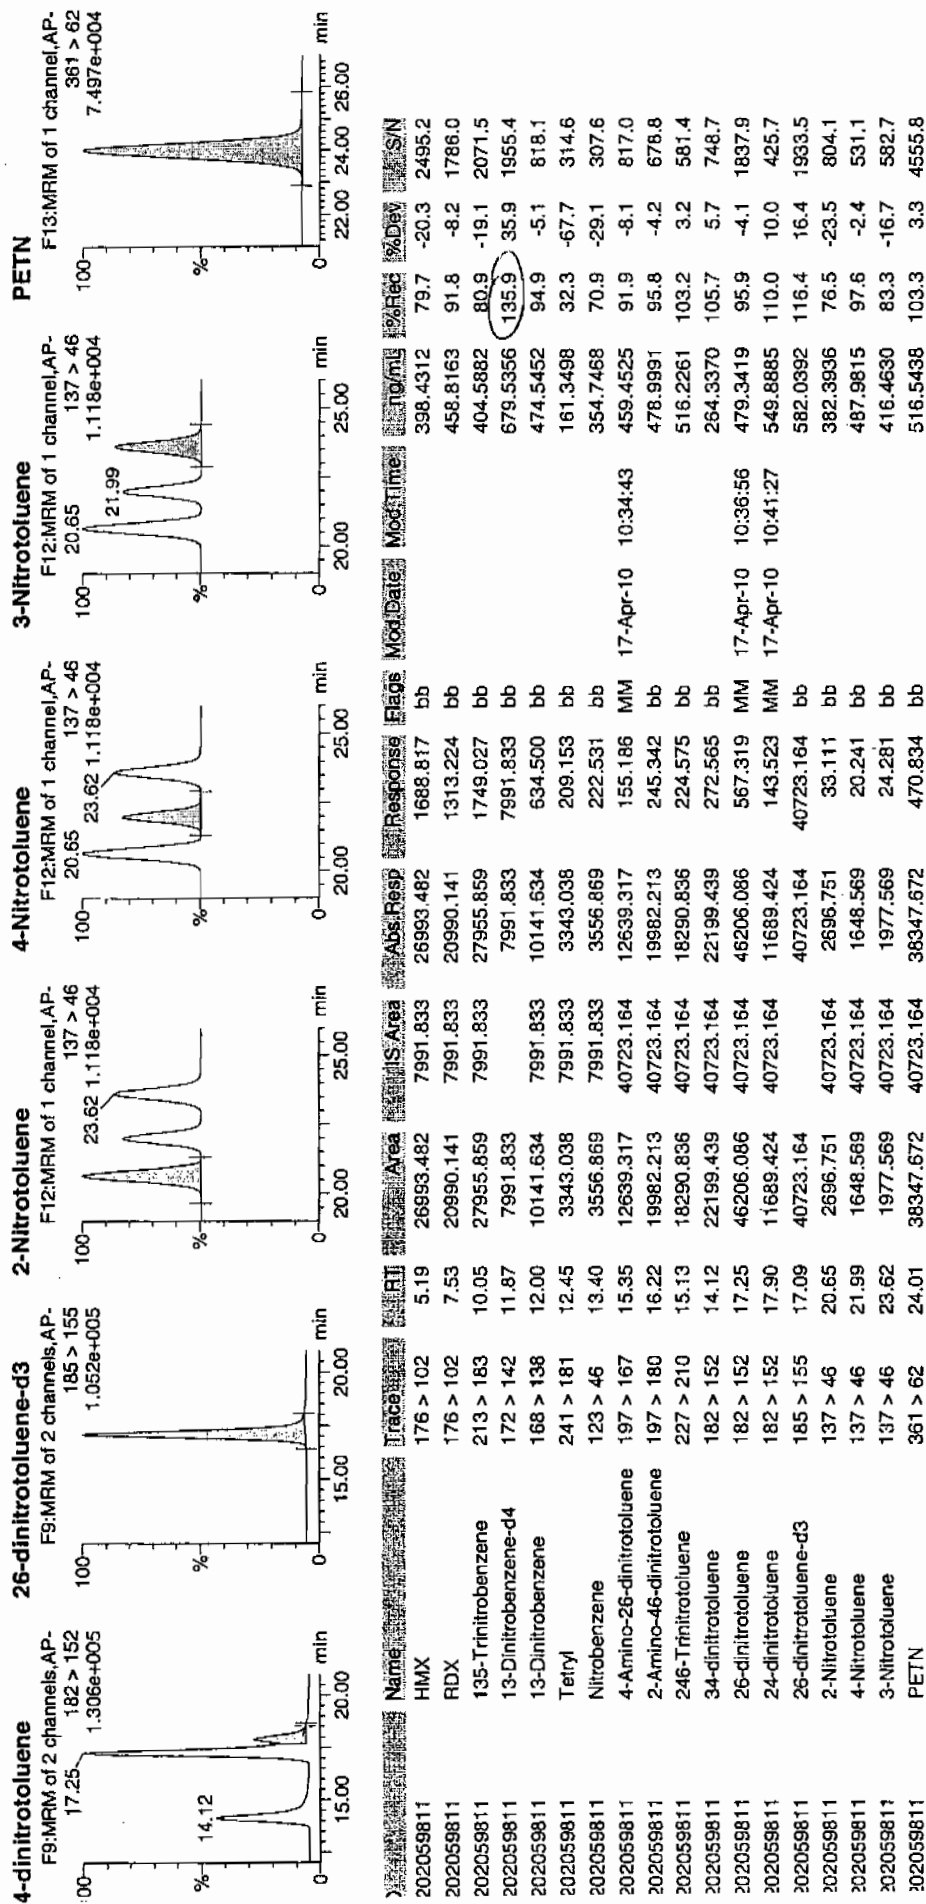 4-dinitrotoluene
F9:MRM of 2 channels,AP-
182 > 152
1.306e+005
17.25
14.12
%
0
15.00
20.00
min
26-dinitrotoluene-d3
F9:MRM of 2 channels,AP-
185 > 155
1.052e+005
100
%
0
15.00
20.00
min
2-Nitrotoluene
F12:MRM of 1 channel,AP-
137 > 46
23.62 1.118e+004
100
%
0
20.00
25.00
min
4-Nitrotoluene
F12:MRM of 1 channel,AP-
20.65
137 > 46
23.62 1.118e+004
100
%
0
20.00
25.00
min
3-Nitrotoluene
F12:MRM of 1 channel,AP-
20.65
137 > 46
1.118e+004
21.99
100
%
0
20.00
25.00
min
PETN
F13:MRM of 1 channel,AP-
361 > 62
7.497e+004
100
%
0
22.00
24.00
26.00
min
Name Trace RT Area IS Area Abs.Resp Response Flags Mod.Date Mod.Time ng/mL %Rec %Dev S/N
202059811 HMX 176 > 102 5.19 26993.482 7991.833 26993.482 1688.817 bb 398.4312 79.7 -20.3 2495.2
202059811 RDX 176 > 102 7.53 20990.141 7991.833 20990.141 1313.224 bb 458.8163 91.8 -8.2 1786.0
202059811 135-Trinitrobenzene 213 > 183 10.05 27955.859 7991.833 27955.859 1749.027 bb 404.5882 80.9 -19.1 2071.5
202059811 13-Dinitrobenzene-d4 172 > 142 11.87 7991.833 7991.833 7991.833 bb 679.5356 135.9 35.9 1955.4
202059811 13-Dinitrobenzene 168 > 138 12.00 10141.634 7991.833 10141.634 634.500 bb 474.5452 94.9 -5.1 818.1
202059811 Tetryl 241 > 181 12.45 3343.038 7991.833 3343.038 209.153 bb 161.3498 32.3 -67.7 314.6
202059811 Nitrobenzene 123 > 46 13.40 3556.869 7991.833 3556.869 222.531 bb 354.7468 70.9 -29.1 307.6
202059811 4-Amino-26-dinitrotoluene 197 > 167 15.35 12639.317 40723.164 12639.317 155.186 MM 17-Apr-10 10:34:43 459.4525 91.9 -8.1 817.0
202059811 2-Amino-46-dinitrotoluene 197 > 180 16.22 19982.213 40723.164 19982.213 245.342 bb 478.9991 95.8 -4.2 678.8
202059811 246-Trinitrotoluene 227 > 210 15.13 18290.836 40723.164 18290.836 224.575 bb 516.2261 103.2 3.2 581.4
202059811 34-dinitrotoluene 182 > 152 14.12 22199.439 40723.164 22199.439 272.565 bb 264.3370 105.7 5.7 748.7
202059811 26-dinitrotoluene 182 > 152 17.25 46206.086 40723.164 46206.086 567.319 MM 17-Apr-10 10:36:56 479.3419 95.9 -4.1 1837.9
202059811 24-dinitrotoluene 182 > 152 17.90 11689.424 40723.164 11689.424 143.523 MM 17-Apr-10 10:41:27 549.8885 110.0 10.0 425.7
202059811 26-dinitrotoluene-d3 185 > 155 17.09 40723.164 40723.164 40723.164 bb 582.0392 116.4 16.4 1933.5
202059811 2-Nitrotoluene 137 > 46 20.65 2696.751 40723.164 2696.751 33.111 bb 382.3936 76.5 -23.5 804.1
202059811 4-Nitrotoluene 137 > 46 21.99 1648.569 40723.164 1648.569 20.241 bb 487.9815 97.6 -2.4 531.1
202059811 3-Nitrotoluene 137 > 46 23.62 1977.569 40723.164 1977.569 24.281 bb 416.4630 83.3 -16.7 582.7
202059811 PETN 361 > 62 24.01 38347.672 40723.164 38347.672 470.834 bb 516.5438 103.3 3.3 4555.8